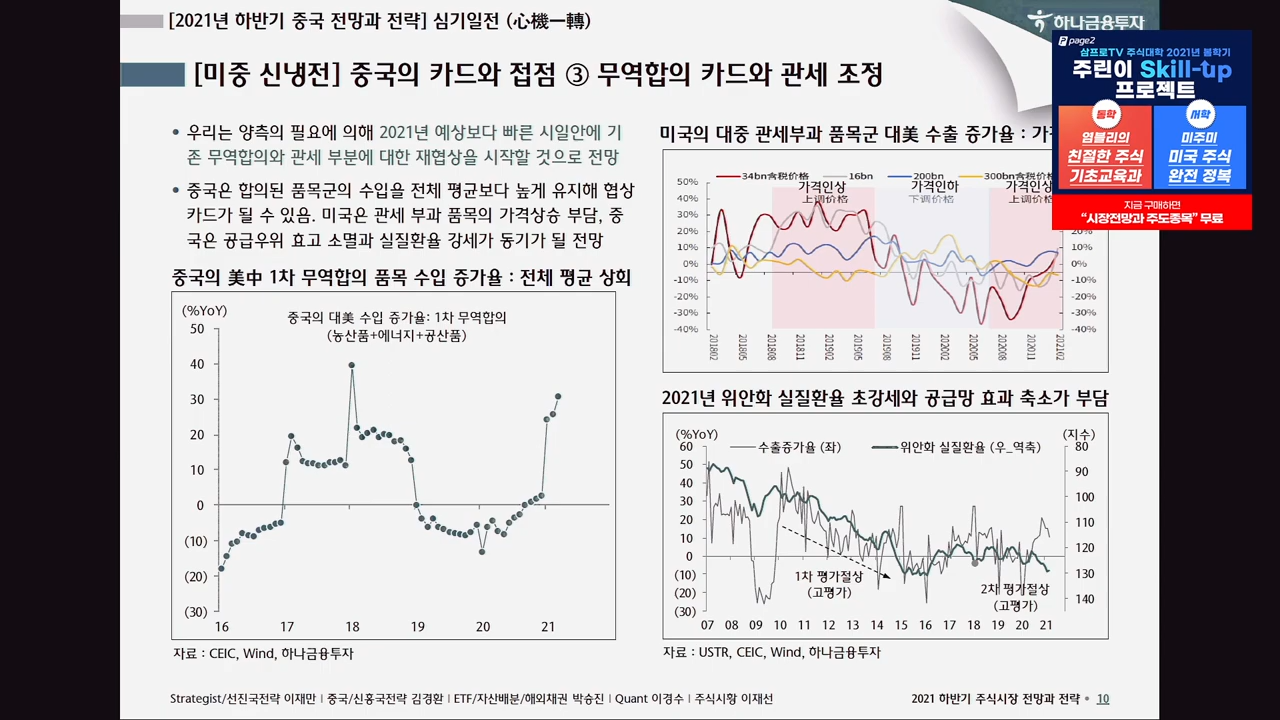 [2021년 하반기 중국 전망과 전략] 심기일전 (心機一轉)
하나금융투자
[미중 신냉전] 중국의 카드와 접점 ③ 무역합의 카드와 관세 조정
page2
삼프로TV 주식대학 2021년 봄학기
주린이 Skill-up
프로젝트
동학
염블리의
친절한 주식
기초교육과
서학
미주미
미국 주식
완전 정복
지금 구매하면
“시장전망과 주도종목” 무료
• 우리는 양측의 필요에 의해 2021년 예상보다 빠른 시일안에 기
존 무역합의와 관세 부분에 대한 재협상을 시작할 것으로 전망
• 중국은 합의된 품목군의 수입을 전체 평균보다 높게 유지해 협상
카드가 될 수 있음. 미국은 관세 부과 품목의 가격상승 부담, 중
국은 공급우위 효고 소멸과 실질환율 강세가 동기가 될 전망
중국의 美中 1차 무역합의 품목 수입 증가율 : 전체 평균 상회
(%YoY)
중국의 대美 수입 증가율: 1차 무역합의
(농산품+에너지+공산품)
50
40
30
20
10
0
(10)
(20)
(30)
16 17 18 19 20 21
자료 : CEIC, Wind, 하나금융투자
미국의 대중 관세부과 품목군 대美 수출 증가율 :
34bn含税价格 16bn 200bn 300bn含税价格
가격인상 가격인하 가격인상
上调价格 下调价格 上调价格
50%
40%
30%
20% 20%
10% 10%
0% 0%
-10% -10%
-20% -20%
-30% -30%
-40% -40%
201802 201805 201808 201811 201902 201905 201908 201911 202002 202005 202008 202011 202102
2021년 위안화 실질환율 초강세와 공급망 효과 축소가 부담
(%YoY) (지수)
수출증가율 (좌) 위안화 실질환율 (우_역축)
60 80
50 90
40
30 100
20 110
10
0 120
(10) 130
(20) 140
(30)
1차 평가절상
(고평가)
2차 평가절상
(고평가)
07 08 09 10 11 12 13 14 15 16 17 18 19 20 21
자료 : USTR, CEIC, Wind, 하나금융투자
Strategist/선진국전략 이재만 | 중국/신흥국전략 김경환 | ETF/자산배분/해외채권 박승진 | Quant 이경수 | 주식시황 이재선
2021 하반기 주식시장 전망과 전략 • 10